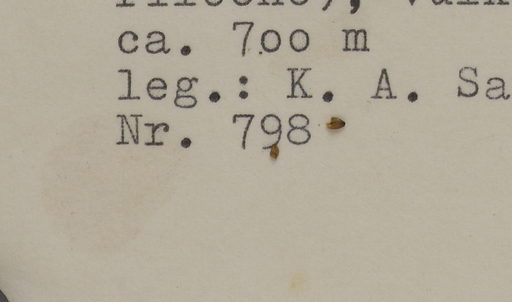 ca. 700 m
leg.: K. A. Sa
Nr. 798